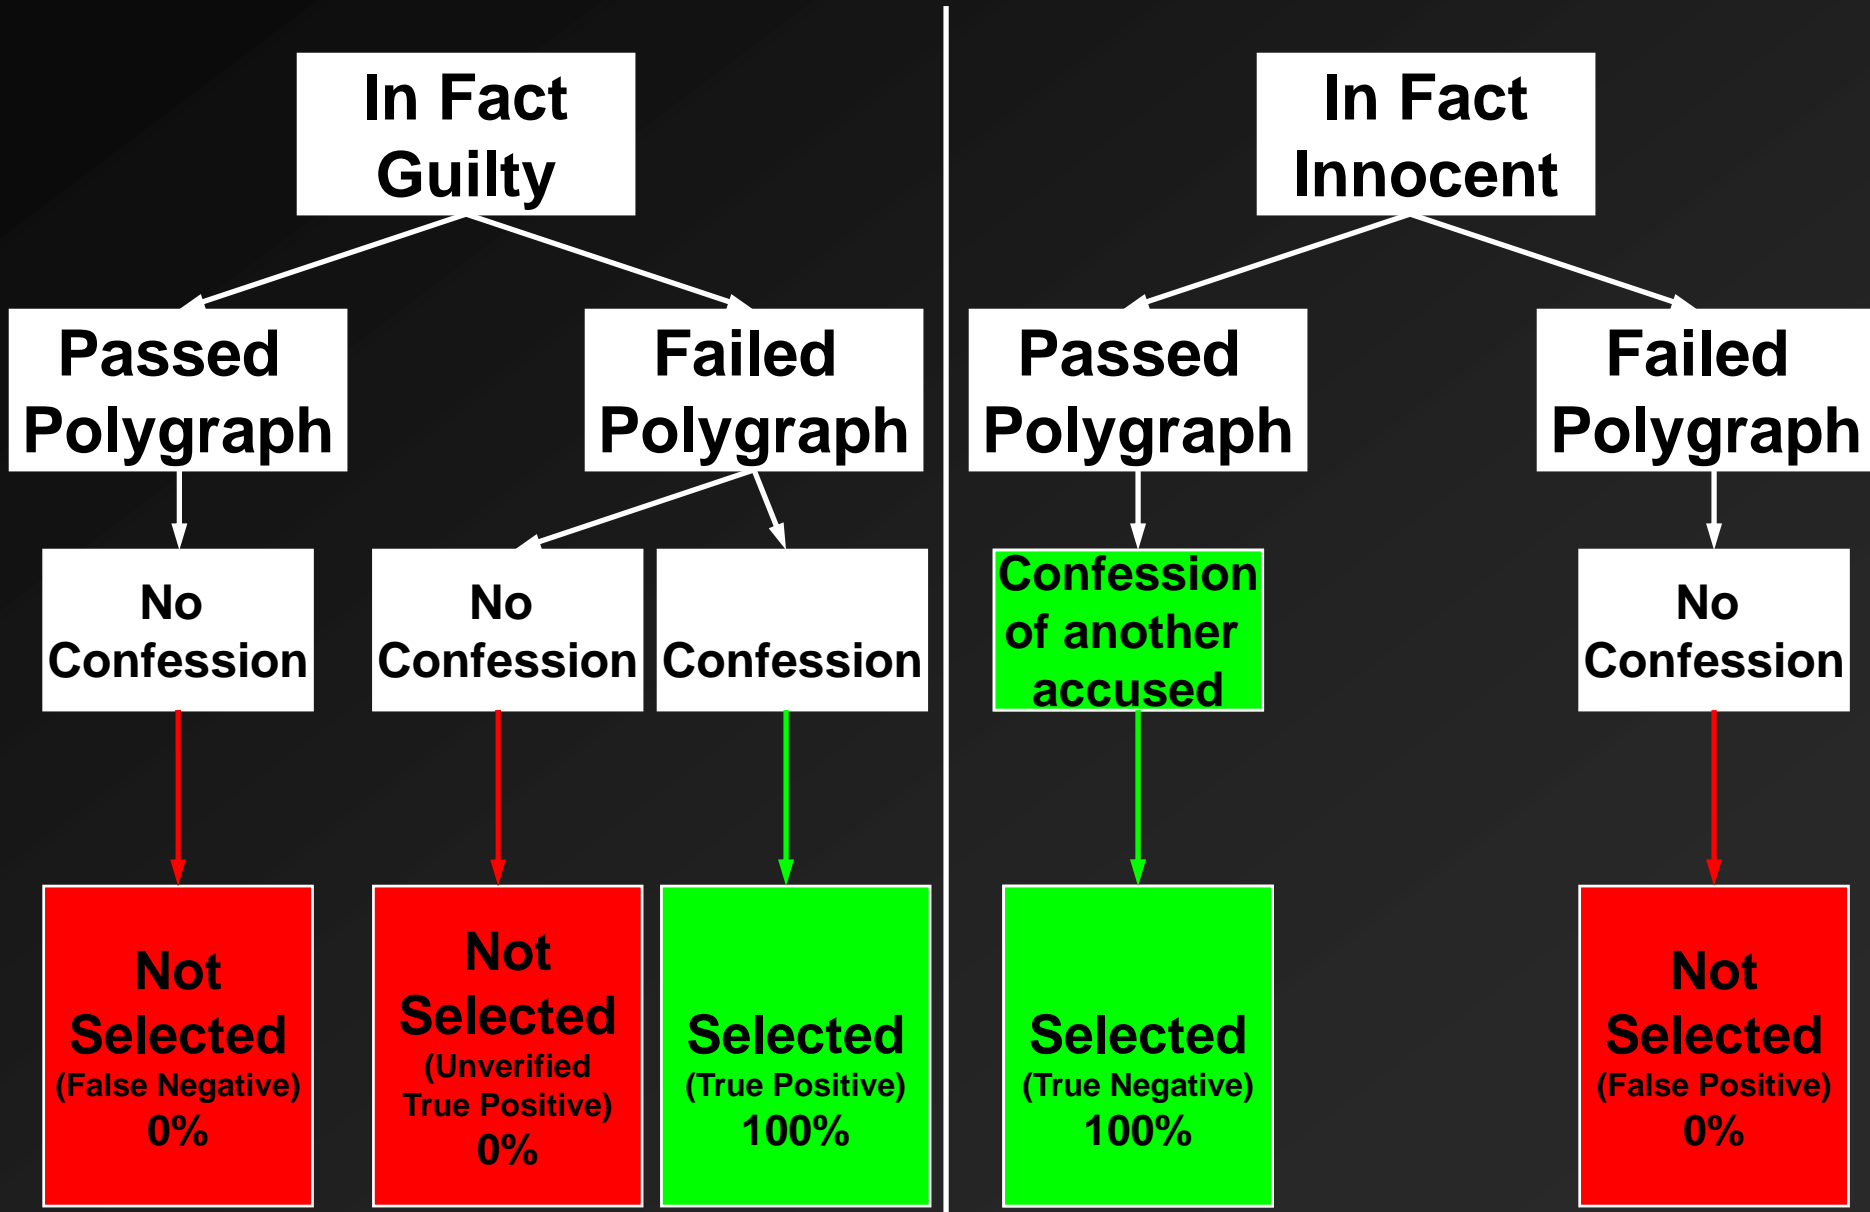 In Fact
Guilty
In Fact
Innocent
Passed
Polygraph
Failed
Polygraph
Passed
Polygraph
Failed
Polygraph
No
Confession
No
Confession
Confession
Confession
of another
accused
No
Confession
Not
Selected
(False Negative)
0%
Not
Selected
(Unverified
True Positive)
0%
Selected
(True Positive)
100%
Selected
(True Negative)
100%
Not
Selected
(False Positive)
0%